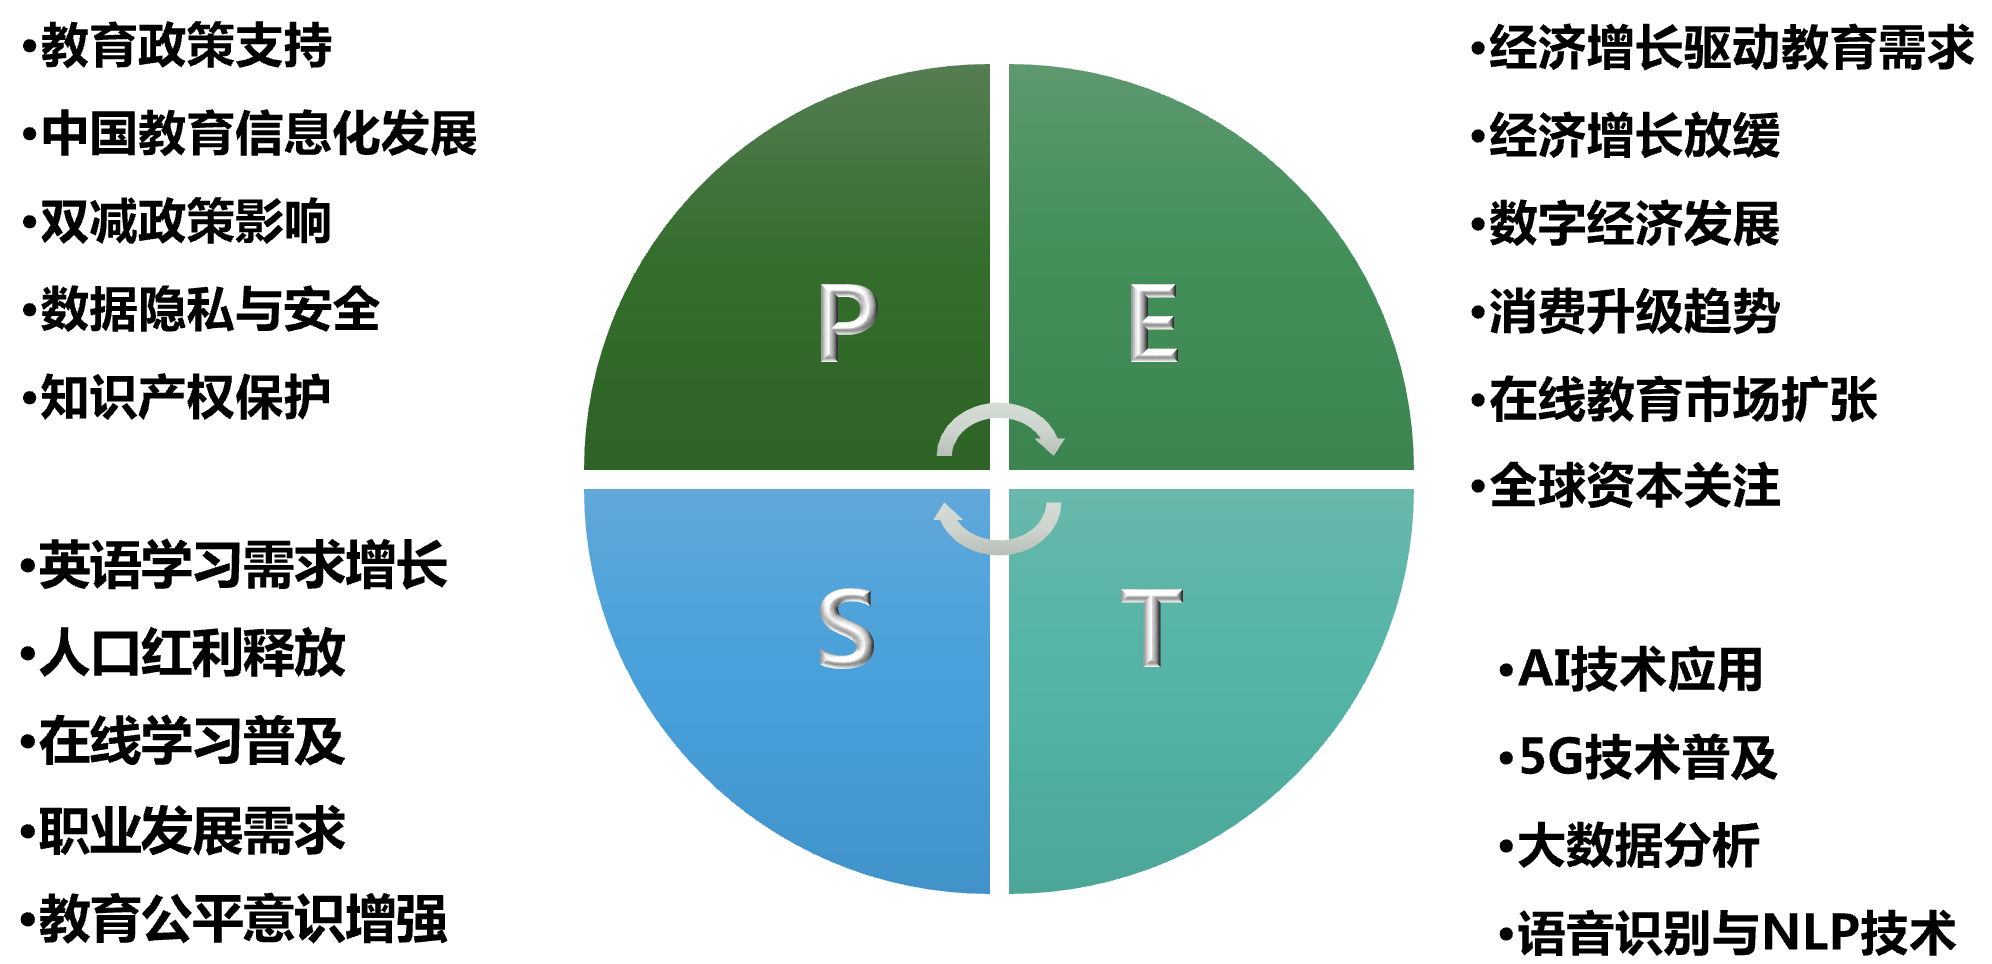 •教育政策支持
•中国教育信息化发展
•双减政策影响
•数据隐私与安全
•知识产权保护
P
E
•经济增长驱动教育需求
•经济增长放缓
•数字经济发展
•消费升级趋势
•在线教育市场扩张
•全球资本关注
•英语学习需求增长
•人口红利释放
•在线学习普及
•职业发展需求
•教育公平意识增强
S
T
•AI技术应用
•5G技术普及
•大数据分析
•语音识别与NLP技术